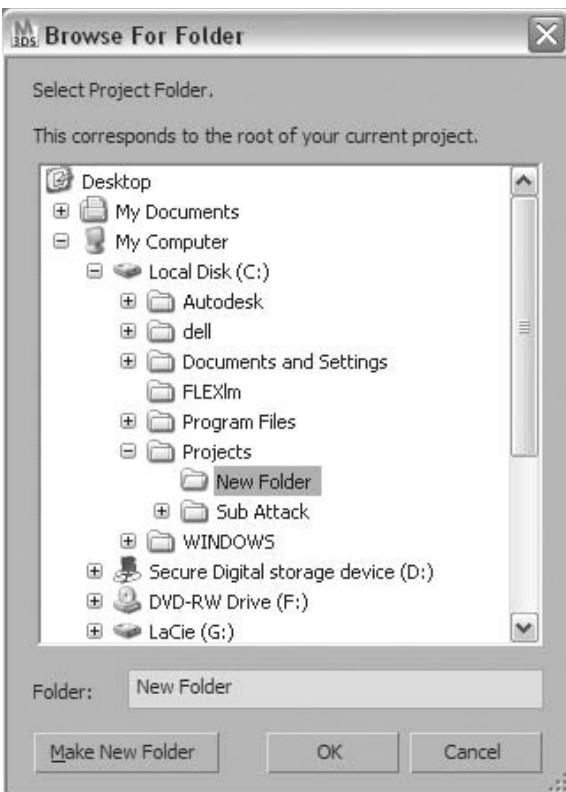 M
3DS
Browse For Folder
Select Project Folder.
This corresponds to the root of your current project.
Desktop
My Documents
My Computer
Local Disk (C:)
Autodesk
dell
Documents and Settings
FLEXlm
Program Files
Projects
New Folder
Sub Attack
WINDOWS
Secure Digital storage device (D:)
DVD-RW Drive (F:)
LaCie (G:)
Folder: New Folder
Make New Folder OK Cancel